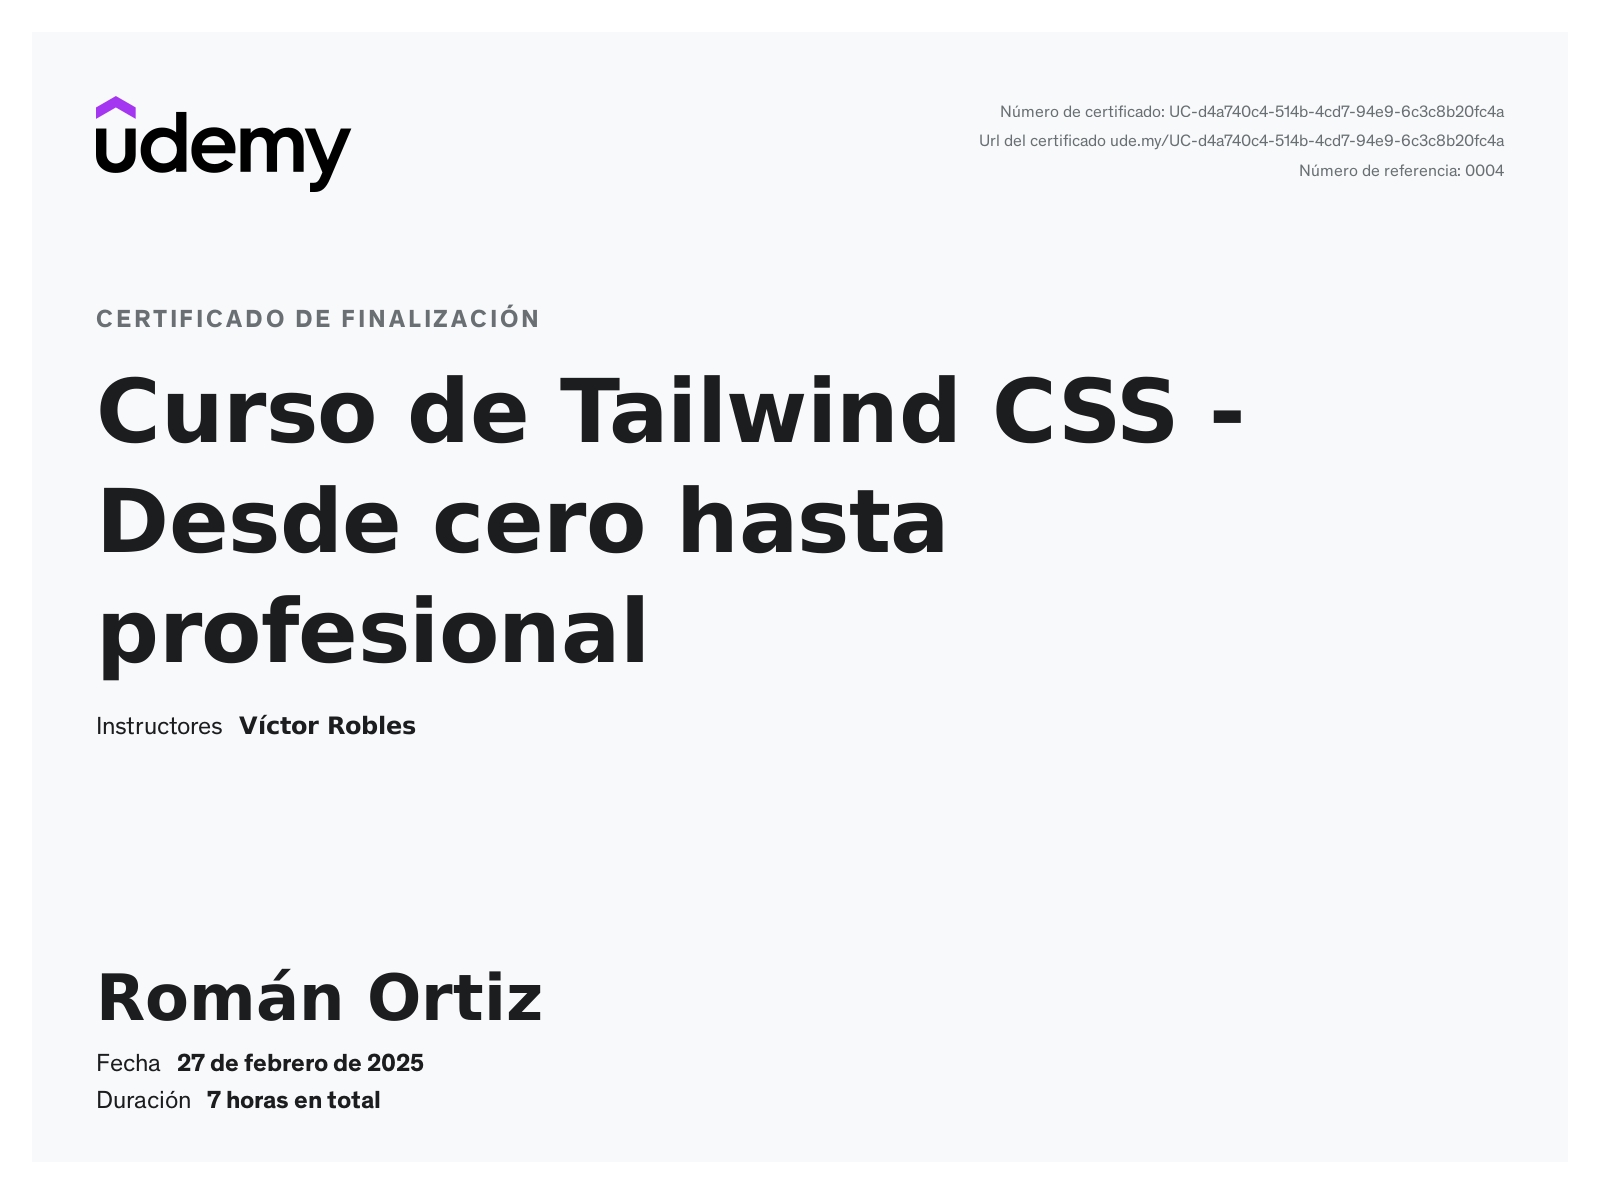 udemy
Número de certificado: UC-d4a740c4-514b-4cd7-94e9-6c3c8b20fc4a
Url del certificado ude.my/UC-d4a740c4-514b-4cd7-94e9-6c3c8b20fc4a
Número de referencia: 0004
CERTIFICADO DE FINALIZACIÓN
Curso de Tailwind CSS -
Desde cero hasta
profesional
Instructores Víctor Robles
Román Ortiz
Fecha 27 de febrero de 2025
Duración 7 horas en total